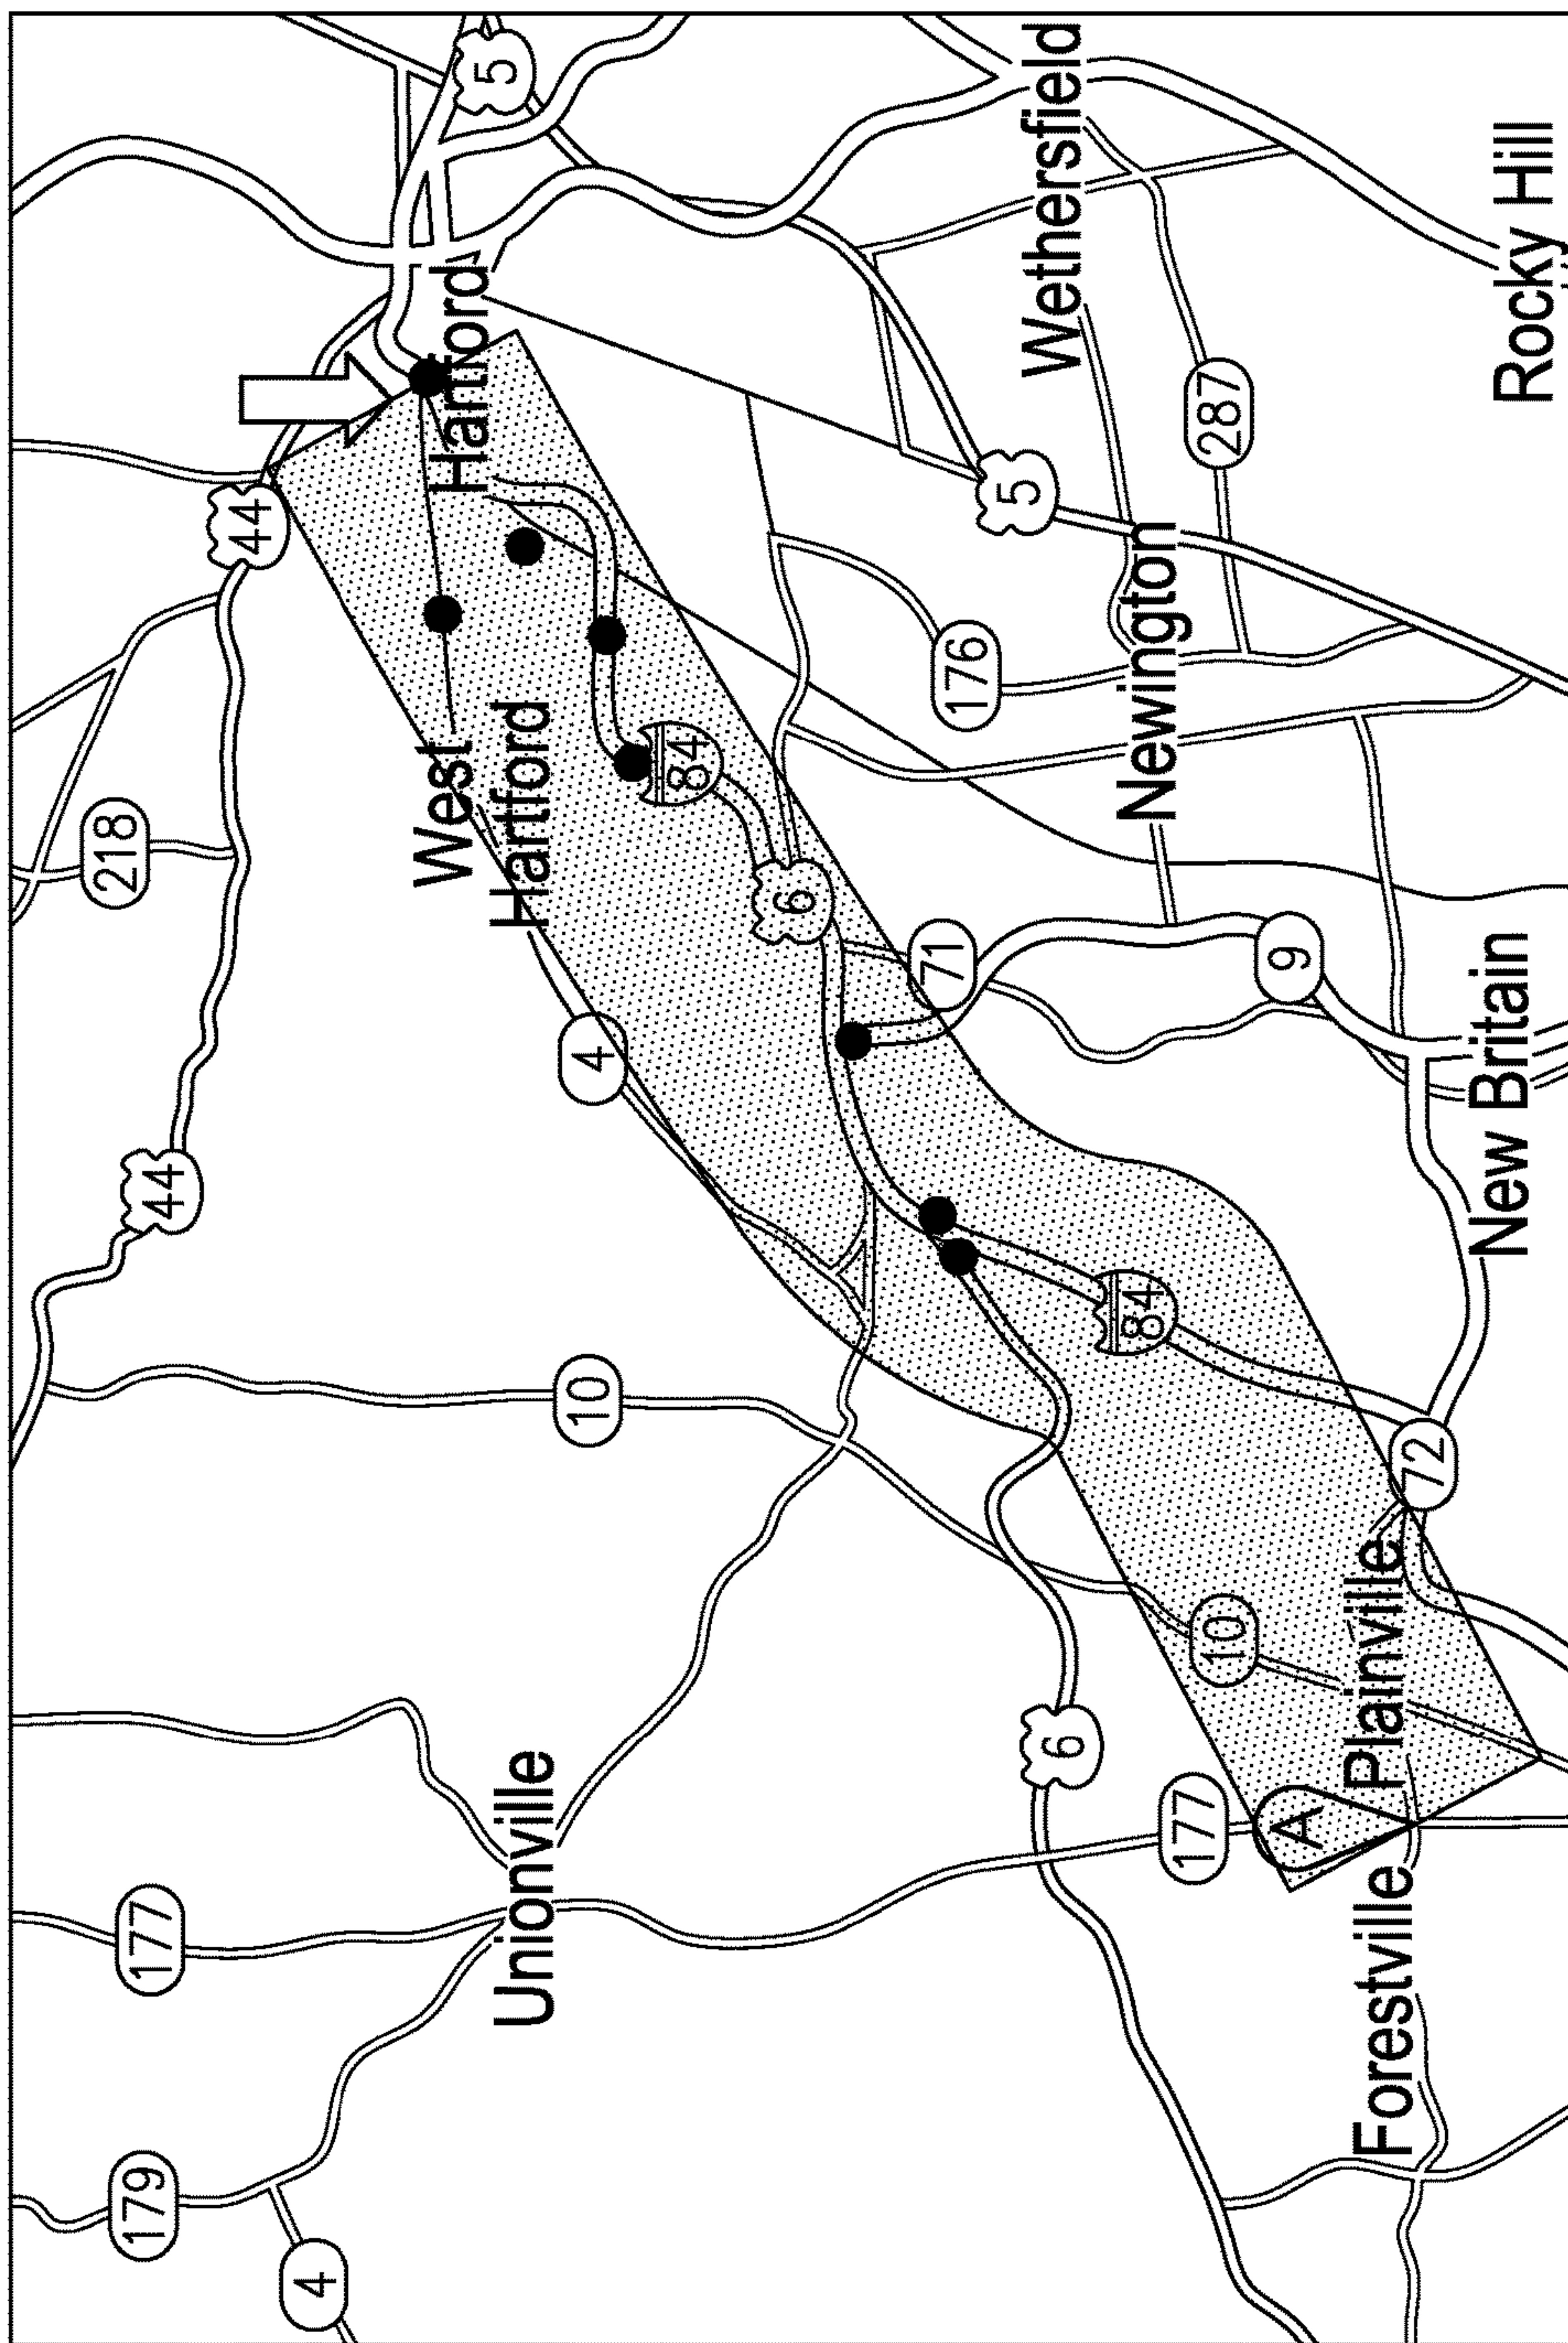 179
4
177
Unionville
Forestville
177
A
6
10
Plainville
44
10
72
84
4
New Britain
218
West
Hartford
71
9
6
84
44
176
Newington
Hartford
5
287
Wethersfield
Rocky Hill
5